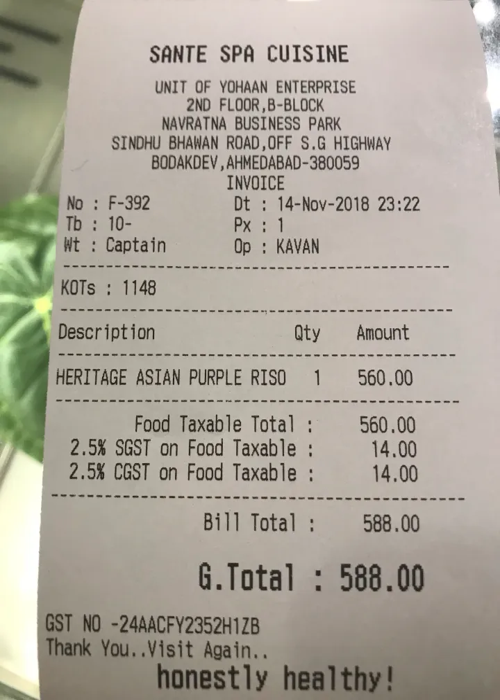 SANTE SPA CUISINE
UNIT OF YOHAAN ENTERPRISE
2ND FLOOR,B-BLOCK
NAVRATNA BUSINESS PARK
SINDHU BHAWAN ROAD,OFF S.G HIGHWAY
BODAKDEV,AHMEDABAD-380059
INVOICE
No : F-392 Dt : 14-Nov-2018 23:22
Tb : 10- Px : 1
Wt : Captain Op : KAVAN
KOTs : 1148
Description Qty Amount
HERITAGE ASIAN PURPLE RISO 1 560.00
Food Taxable Total : 560.00
2.5% SGST on Food Taxable : 14.00
2.5% CGST on Food Taxable : 14.00
Bill Total : 588.00
G.Total : 588.00
GST NO -24AACFY2352H1ZB
Thank You..Visit Again..
honestly healthy!